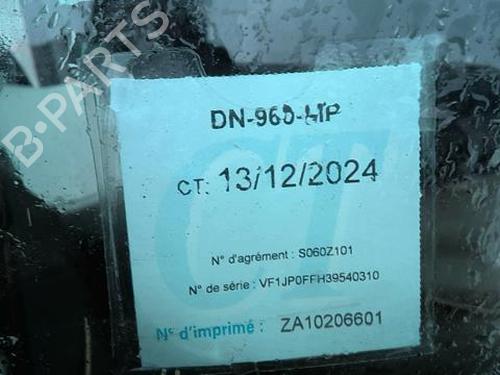 B-PARTS
DN-960-HP
CT: 13/12/2024
N° d'agrément : S060Z101
N° de série : VF1JP0FFH39540310
N° d'imprimé : ZA10206601